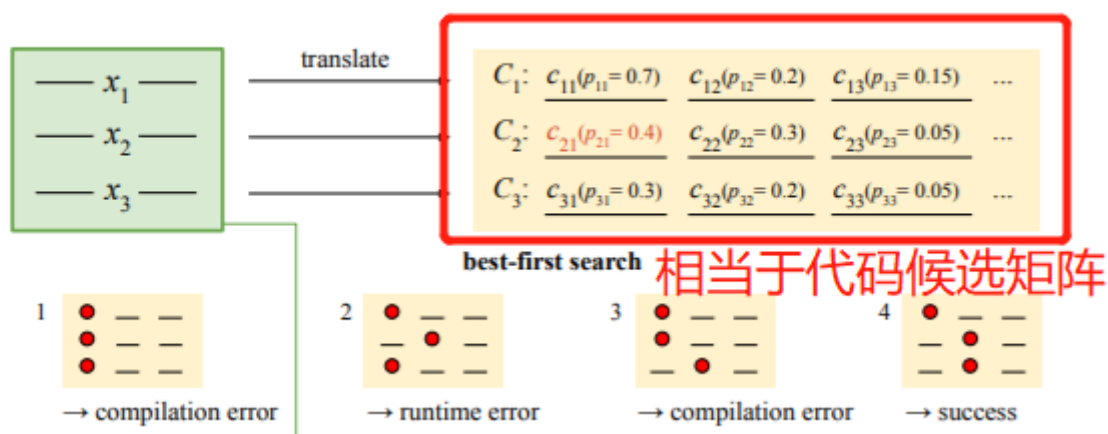 translate
x₁
x₂
x₃
C₁: c₁₁(p₁₁= 0.7) c₁₂(p₁₂= 0.2) c₁₃(p₁₃= 0.15) ...
C₂: c₂₁(p₂₁= 0.4) c₂₂(p₂₂= 0.3) c₂₃(p₂₃= 0.05) ...
C₃: c₃₁(p₃₁= 0.3) c₃₂(p₃₂= 0.2) c₃₃(p₃₃= 0.05) ...
best-first search
相当于代码候选矩阵
1
2
3
4
→ compilation error
→ runtime error
→ compilation error
→ success